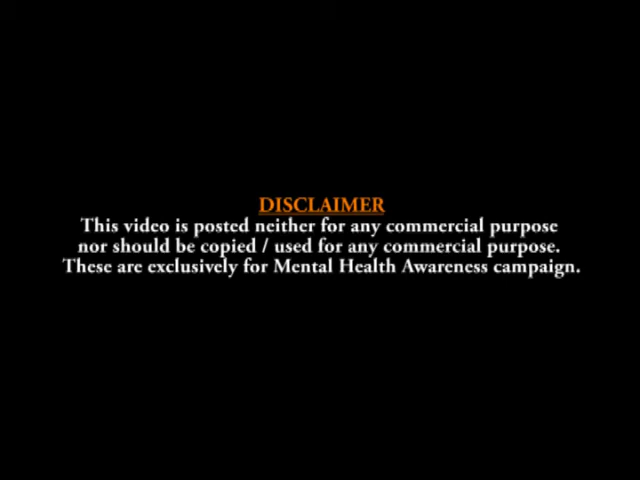 DISCLAIMER
This video is posted neither for any commercial purpose
nor should be copied / used for any commercial purpose.
These are exclusively for Mental Health Awareness campaign.